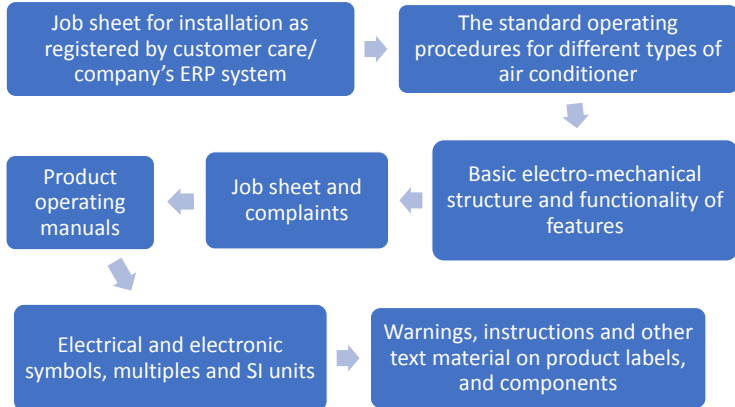 Job sheet for installation as
registered by customer care/
company's ERP system
The standard operating
procedures for different types of
air conditioner
Basic electro-mechanical
structure and functionality of
features
Job sheet and
complaints
Product
operating
manuals
Electrical and electronic
symbols, multiples and SI units
Warnings, instructions and other
text material on product labels,
and components